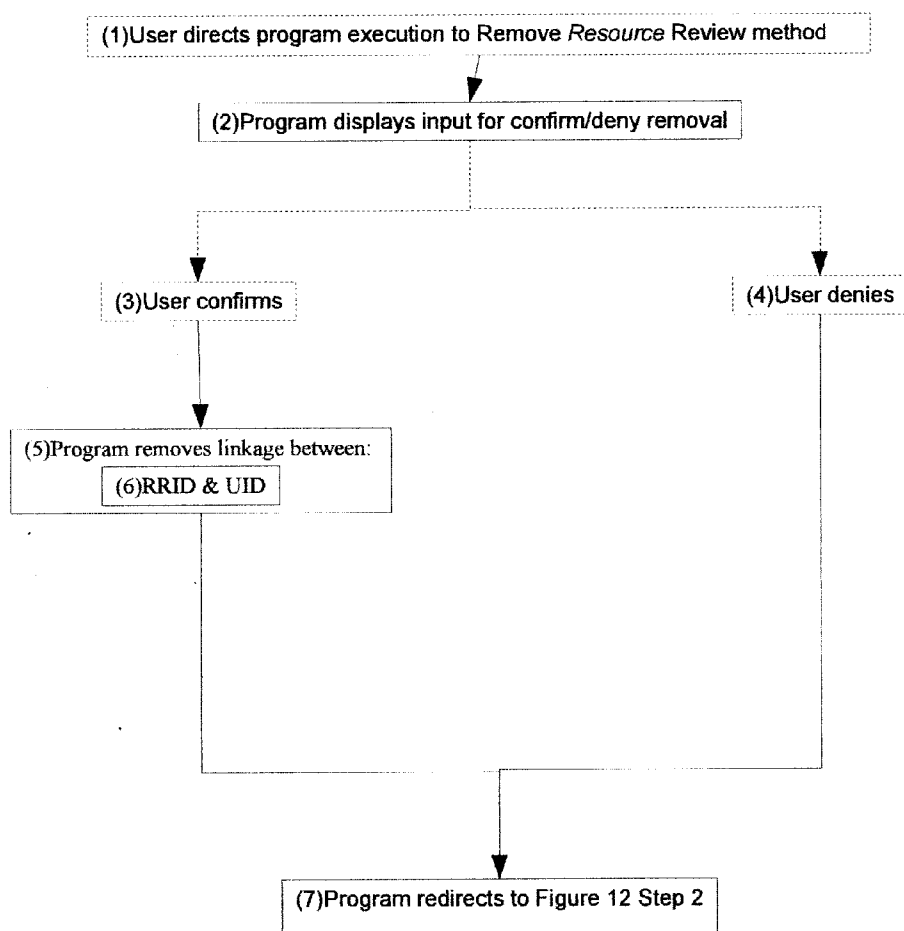 (1)User directs program execution to Remove Resource Review method
(2)Program displays input for confirm/deny removal
(3)User confirms
(4)User denies
(5)Program removes linkage between:
(6)RRID & UID
(7)Program redirects to Figure 12 Step 2